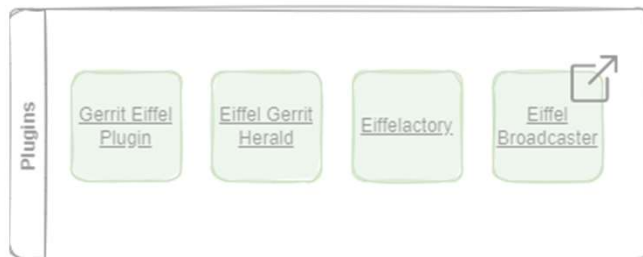 Plugins
Gerrit Eiffel
Plugin
Eiffel Gerrit
Herald
Eiffelactory
Eiffel
Broadcaster